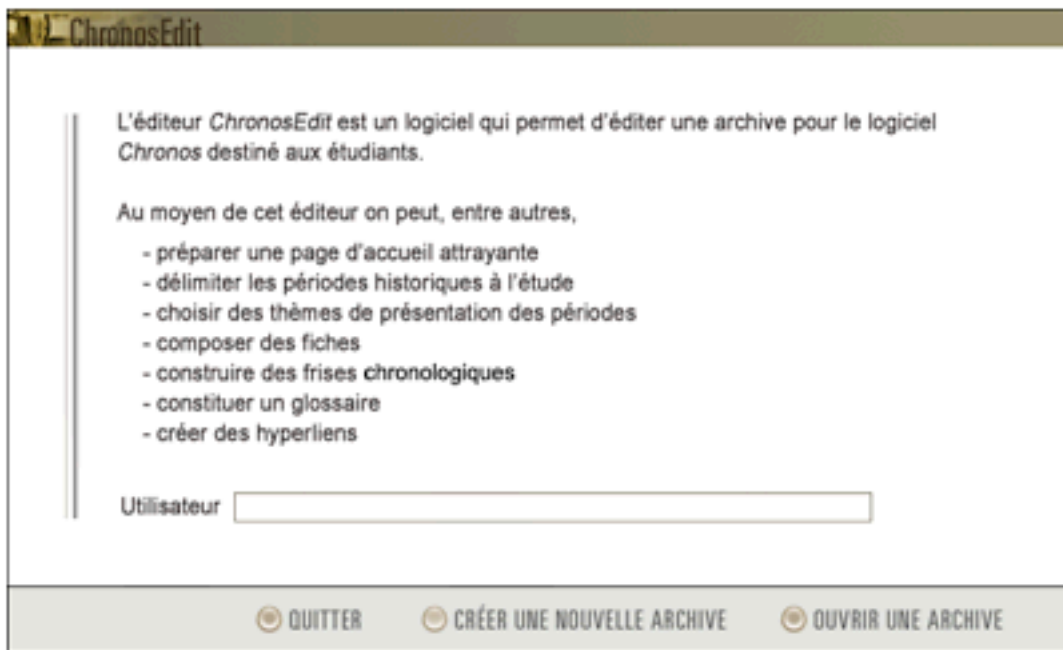 ChronosEdit
L'éditeur ChronosEdit est un logiciel qui permet d'éditer une archive pour le logiciel
Chronos destiné aux étudiants.
Au moyen de cet éditeur on peut, entre autres,
- préparer une page d'accueil attrayante
- délimiter les périodes historiques à l'étude
- choisir des thèmes de présentation des périodes
- composer des fiches
- construire des frises chronologiques
- constituer un glossaire
- créer des hyperliens
Utilisateur
QUITTER CRÉER UNE NOUVELLE ARCHIVE OUVRIR UNE ARCHIVE